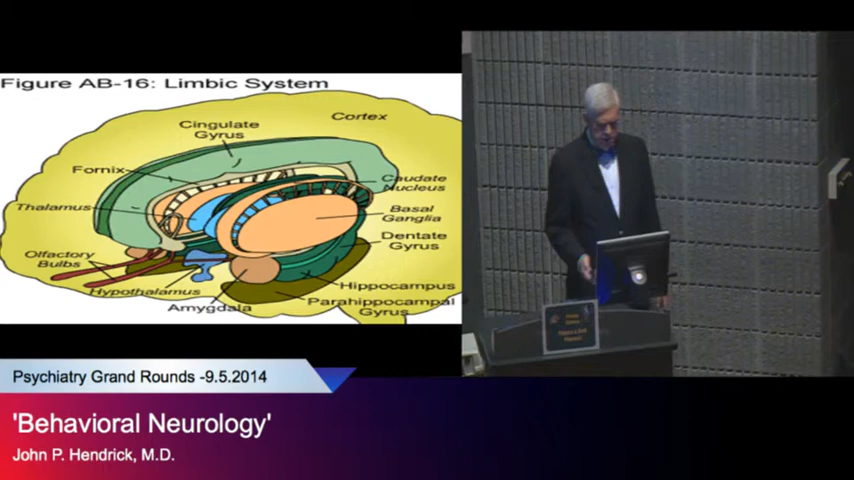 Figure AB-16: Limbic System
Cortex
Cingulate
Gyrus
Fornix
Caudate
Nucleus
Thalamus
Basal
Ganglia
Dentate
Gyrus
Olfactory
Bulbs
Hypothalamus
Hippocampus
Amygdala
Parahippocampal
Gyrus
Psychiatry Grand Rounds -9.5.2014
'Behavioral Neurology'
John P. Hendrick, M.D.